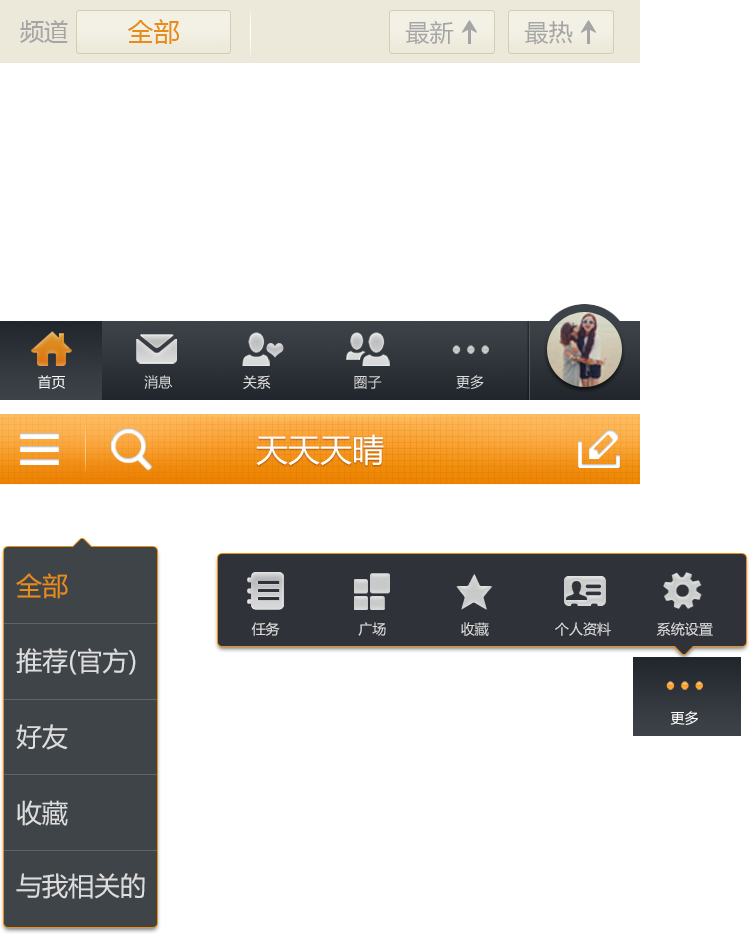 频道 全部 最新 最热
首页 消息 关系 圈子 更多
天天天晴
全部
推荐(官方)
好友
收藏
与我相关的
任务 广场 收藏 个人资料 系统设置
更多